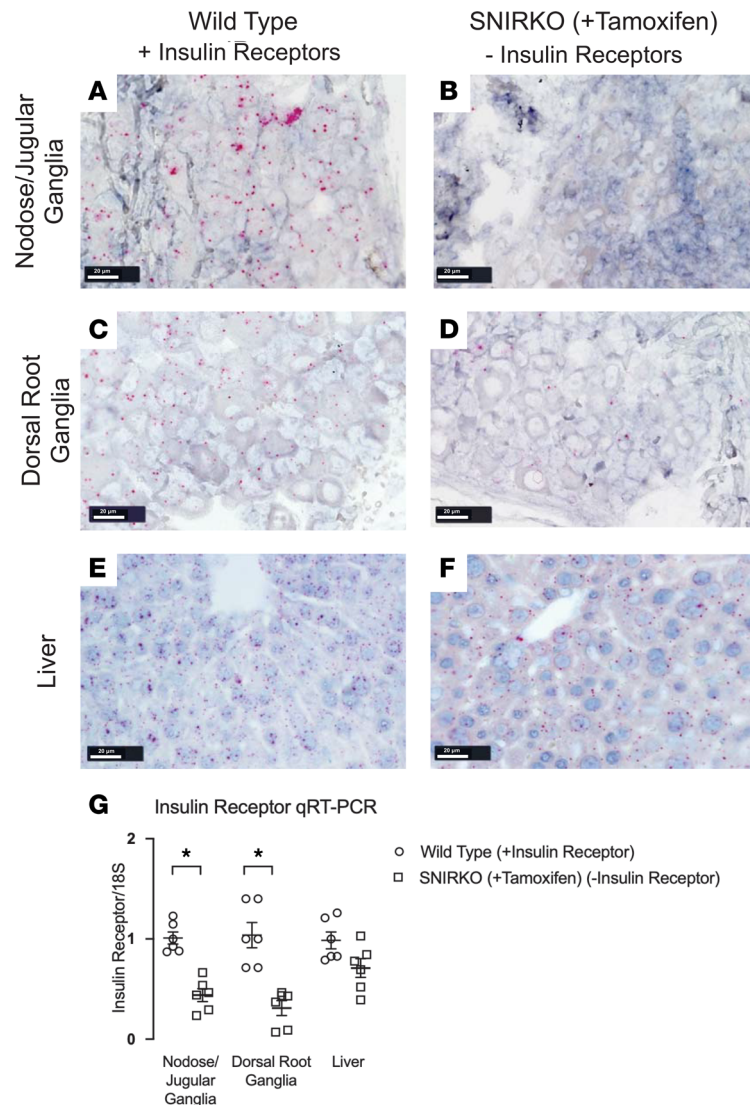 Wild Type
+ Insulin Receptors
SNIRKO (+Tamoxifen)
- Insulin Receptors
Nodose/Jugular
Ganglia
A
20 µm
B
20 µm
Dorsal Root
Ganglia
C
20 µm
D
20 µm
Liver
E
20 µm
F
20 µm
G
Insulin Receptor qRT-PCR
Insulin Receptor/18S
2
1
0
*
*
Wild Type (+Insulin Receptor)
SNIRKO (+Tamoxifen) (-Insulin Receptor)
Nodose/
Jugular
Ganglia
Dorsal Root
Ganglia
Liver